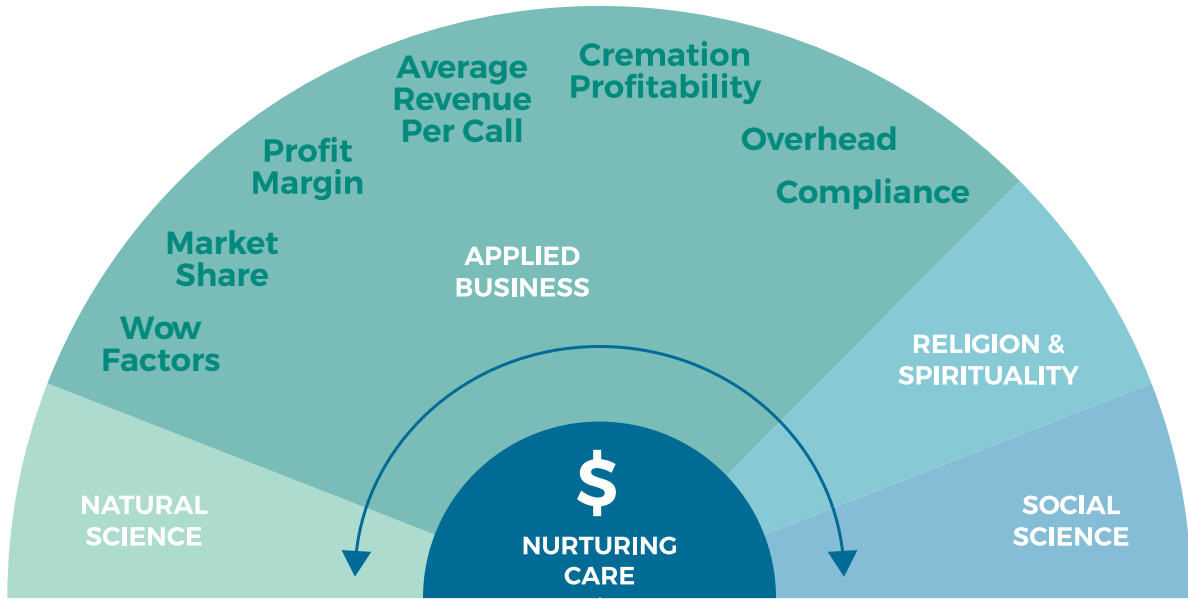 Cremation
Profitability
Average
Revenue
Per Call
Overhead
Profit
Margin
Compliance
Market
Share
APPLIED
BUSINESS
Wow
Factors
RELIGION &
SPIRITUALITY
NATURAL
SCIENCE
$
NURTURING
CARE
SOCIAL
SCIENCE